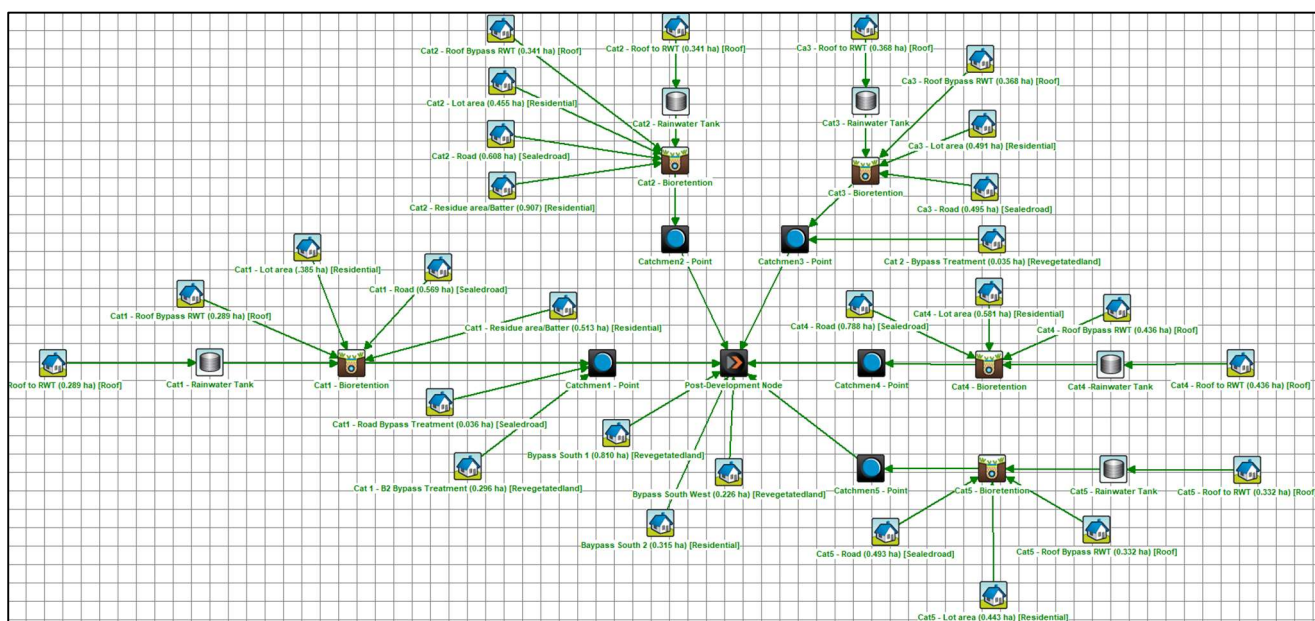 Cat2 - Roof Bypass RWT (0.341 ha) [Roof]
Cat2 - Roof to RWT (0.341 ha) [Roof]
Ca3 - Roof to RWT (0.368 ha) [Roof]
Ca3 - Roof Bypass RWT (0.368 ha) [Roof]
Cat2 - Lot area (0.455 ha) [Residential]
Cat2 - Rainwater Tank
Cat3 - Rainwater Tank
Ca3 - Lot area (0.491 ha) [Residential]
Cat2 - Road (0.608 ha) [Sealedroad]
Cat2 - Bioretention
Cat3 - Bioretention
Cat2 - Residue area/Batter (0.907) [Residential]
Ca3 - Road (0.495 ha) [Sealedroad]
Catchmen2 - Point
Catchmen3 - Point
Cat 2 - Bypass Treatment (0.035 ha) [Revegetatedland]
Cat1 - Lot area (.385 ha) [Residential]
Cat1 - Road (0.569 ha) [Sealedroad]
Cat1 - Roof Bypass RWT (0.289 ha) [Roof]
Cat1 - Residue area/Batter (0.513 ha) [Residential]
Cat4 - Lot area (0.581 ha) [Residential]
Cat4 - Road (0.788 ha) [Sealedroad]
Cat4 - Roof Bypass RWT (0.436 ha) [Roof]
Roof to RWT (0.289 ha) [Roof]
Cat1 - Rainwater Tank
Cat1 - Bioretention
Catchment1 - Point
Post-Development Node
Catchmen4 - Point
Cat4 - Bioretention
Cat4 -Rainwater Tank
Cat4 - Roof to RWT (0.436 ha) [Roof]
Cat1 - Road Bypass Treatment (0.036 ha) [Sealedroad]
Bypass South 1 (0.810 ha) [Revegetatedland]
Cat 1 - B2 Bypass Treatment (0.296 ha) [Revegetatedland]
Bypass South West (0.226 ha) [Revegetatedland]
Catchmen5 - Point
Cat5 - Bioretention
Cat5 - Rainwater Tank
Cat5 - Roof to RWT (0.332 ha) [Roof
Baypass South 2 (0.315 ha) [Residential]
Cat5 - Road (0.493 ha) [Sealedroad]
Cat5 - Roof Bypass RWT (0.332 ha) [Roof]
Cat5 - Lot area (0.443 ha) [Residential]